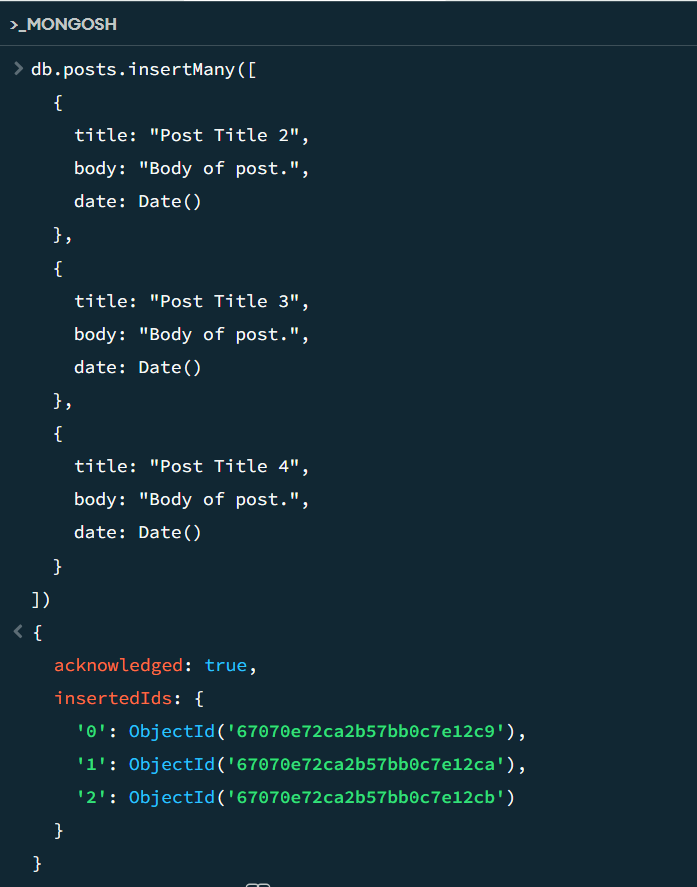 >_MONGOSH
> db.posts.insertMany([
{
title: "Post Title 2",
body: "Body of post.",
date: Date()
},
{
title: "Post Title 3",
body: "Body of post.",
date: Date()
},
{
title: "Post Title 4",
body: "Body of post.",
date: Date()
}
])
< {
acknowledged: true,
insertedIds: {
'0': ObjectId('67070e72ca2b57bb0c7e12c9'),
'1': ObjectId('67070e72ca2b57bb0c7e12ca'),
'2': ObjectId('67070e72ca2b57bb0c7e12cb')
}
}